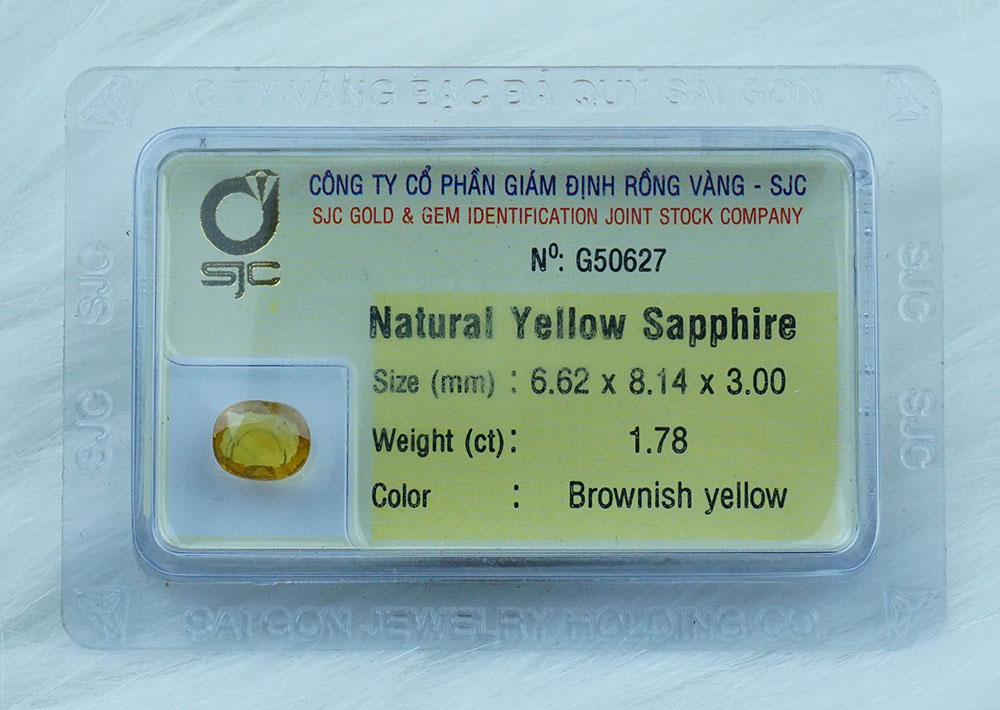 C.TY VÀNG BẠC ĐÁ QUÝ SÀI GÒN
CÔNG TY CỔ PHẦN GIÁM ĐỊNH RỒNG VÀNG - SJC
SJC GOLD & GEM IDENTIFICATION JOINT STOCK COMPANY
SJC
Nº: G50627
Natural Yellow Sapphire
Size (mm) : 6.62 x 8.14 x 3.00
Weight (ct) : 1.78
Color : Brownish yellow
SJC
SJC
SJC
SJC
SAIGON JEWELRY HOLDING CO.